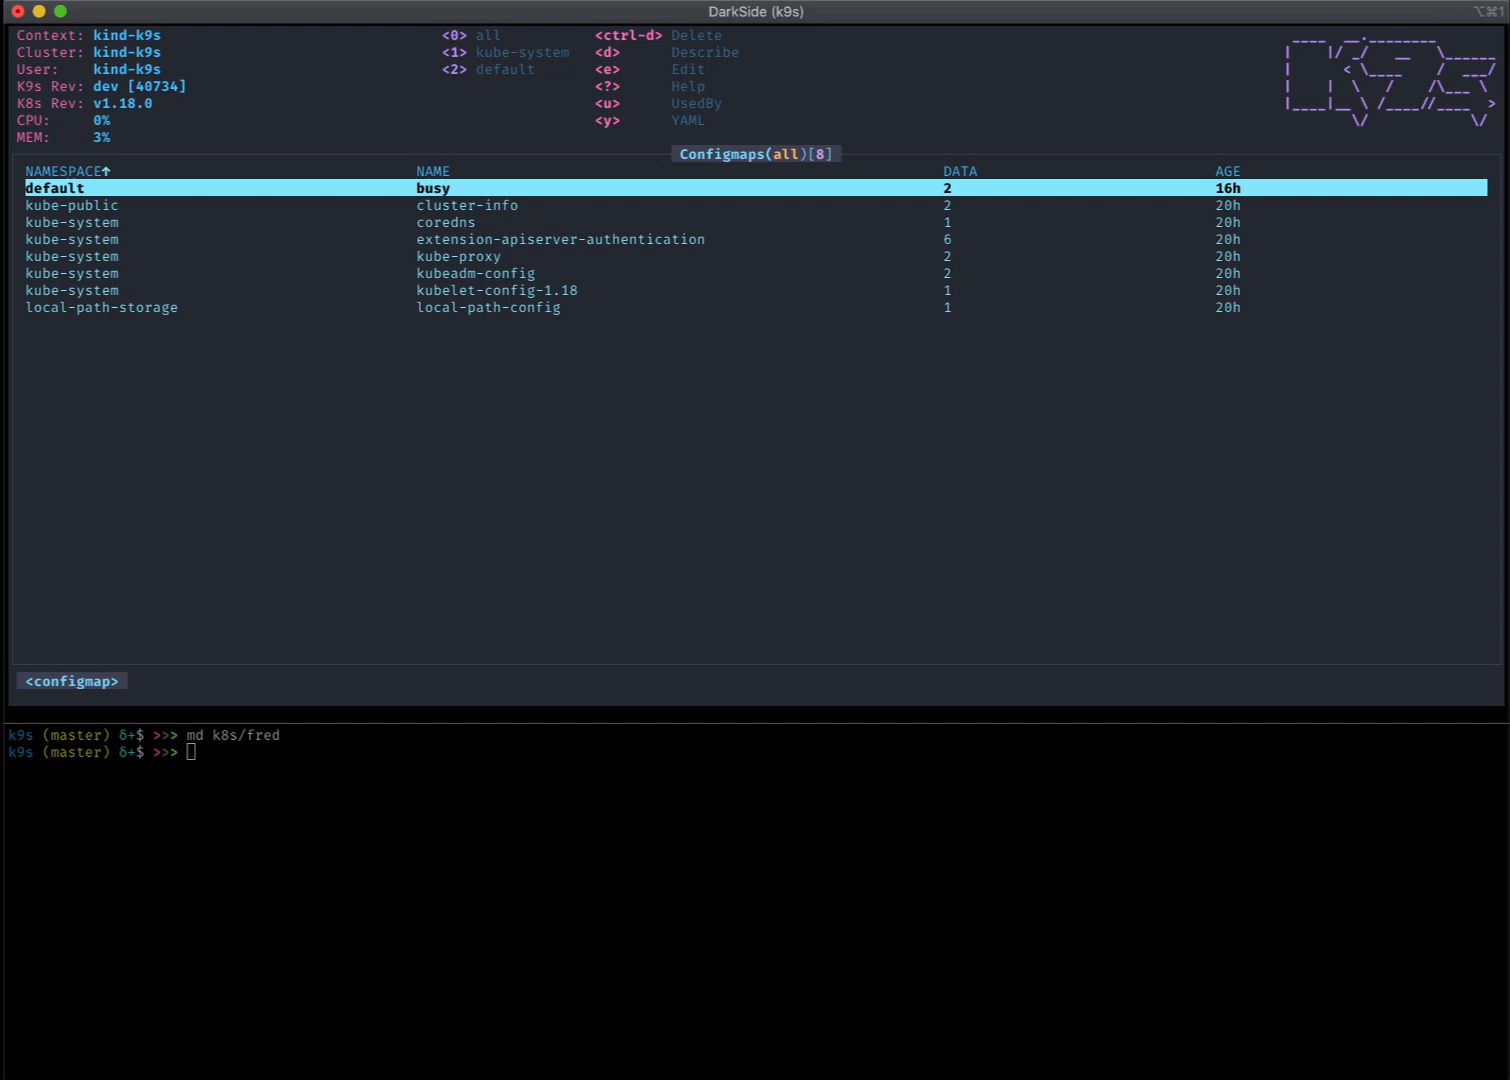 DarkSide (k9s)
⌥⌘1
Context: kind-k9s
Cluster: kind-k9s
User: kind-k9s
K9s Rev: dev [40734]
K8s Rev: v1.18.0
CPU: 0%
MEM: 3%
<0> all
<1> kube-system
<2> default
<ctrl-d> Delete
<d> Describe
<e> Edit
<?> Help
<u> UsedBy
<y> YAML
Configmaps(all)[8]
NAMESPACE↑ NAME DATA AGE
default busy 2 16h
kube-public cluster-info 2 20h
kube-system coredns 1 20h
kube-system extension-apiserver-authentication 6 20h
kube-system kube-proxy 2 20h
kube-system kubeadm-config 2 20h
kube-system kubelet-config-1.18 1 20h
local-path-storage local-path-config 1 20h
<configmap>
k9s (master) δ+$ >>> md k8s/fred
k9s (master) δ+$ >>>